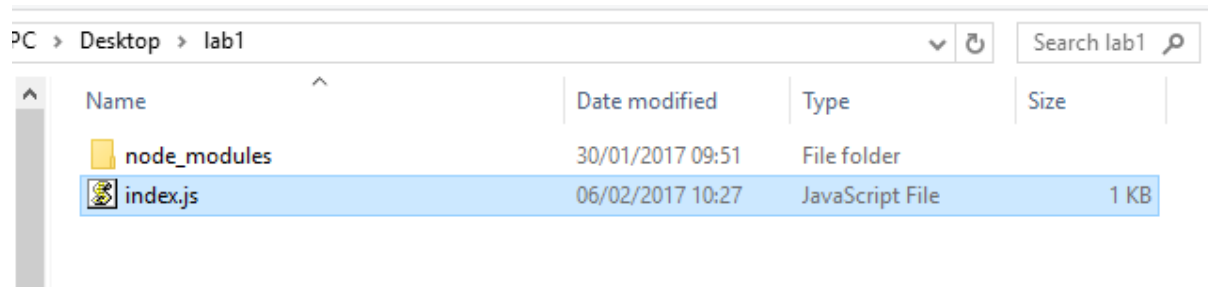 PC > Desktop > lab1 Search lab1
Name Date modified Type Size
node_modules 30/01/2017 09:51 File folder
index.js 06/02/2017 10:27 JavaScript File 1 KB